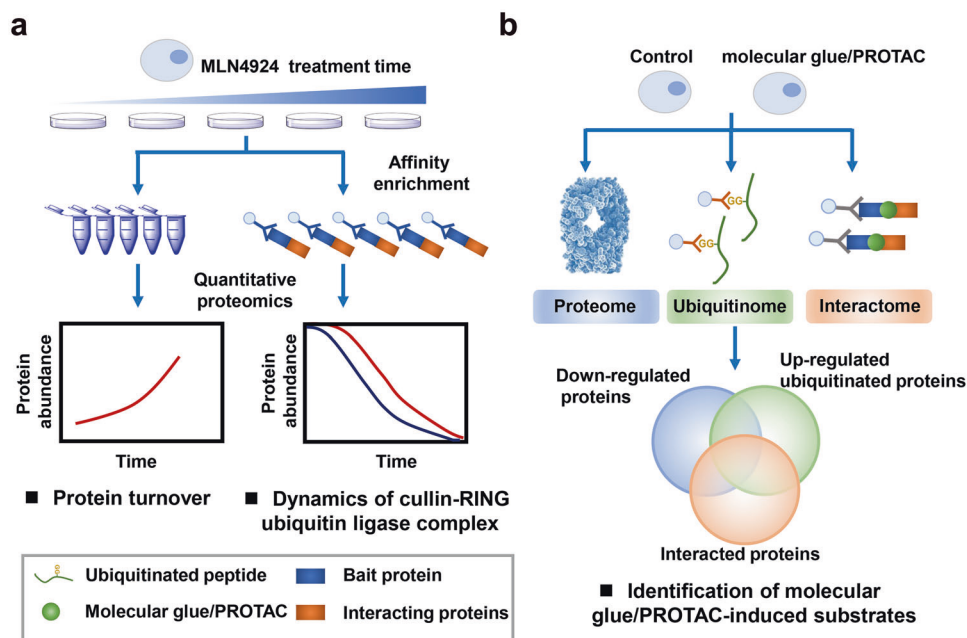 a
MLN4924 treatment time
Affinity
enrichment
Quantitative
proteomics
Protein
abundance
Time
Protein
abundance
Time
■ Protein turnover
■ Dynamics of cullin-RING
ubiquitin ligase complex
b
Control
molecular glue/PROTAC
GG
GG
Proteome
Ubiquitinome
Interactome
Down-regulated
proteins
Up-regulated
ubiquitinated proteins
Interacted proteins
■ Identification of molecular
glue/PROTAC-induced substrates
Ubiquitinated peptide
Bait protein
Molecular glue/PROTAC
Interacting proteins